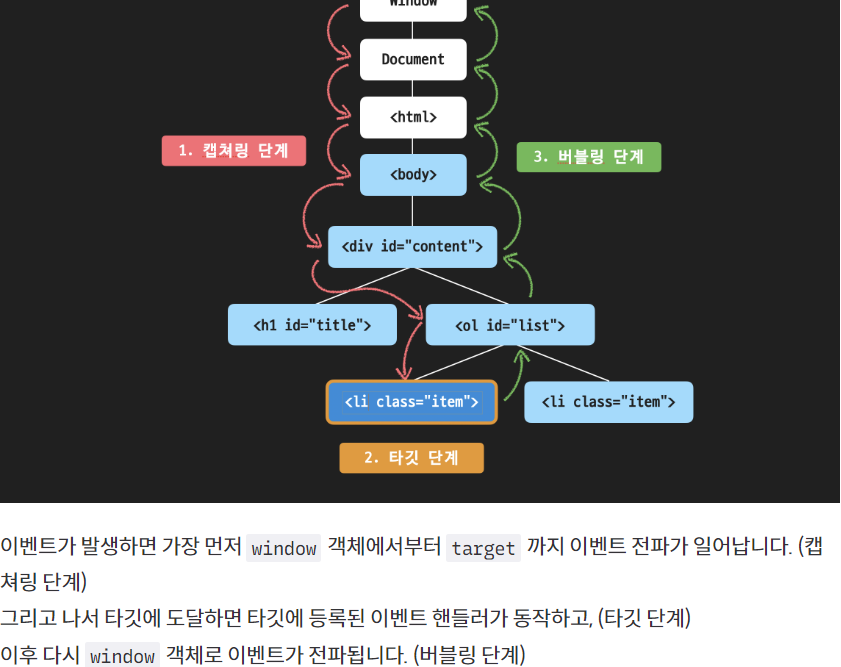 Window
Document
<html>
1. 캡쳐링 단계
3. 버블링 단계
<body>
<div id="content">
<h1 id="title">
<ol id="list">
<li class="item">
<li class="item">
2. 타깃 단계
이벤트가 발생하면 가장 먼저 window 객체에서부터 target 까지 이벤트 전파가 일어납니다. (캡
쳐링 단계)
그리고 나서 타깃에 도달하면 타깃에 등록된 이벤트 핸들러가 동작하고, (타깃 단계)
이후 다시 window 객체로 이벤트가 전파됩니다. (버블링 단계)